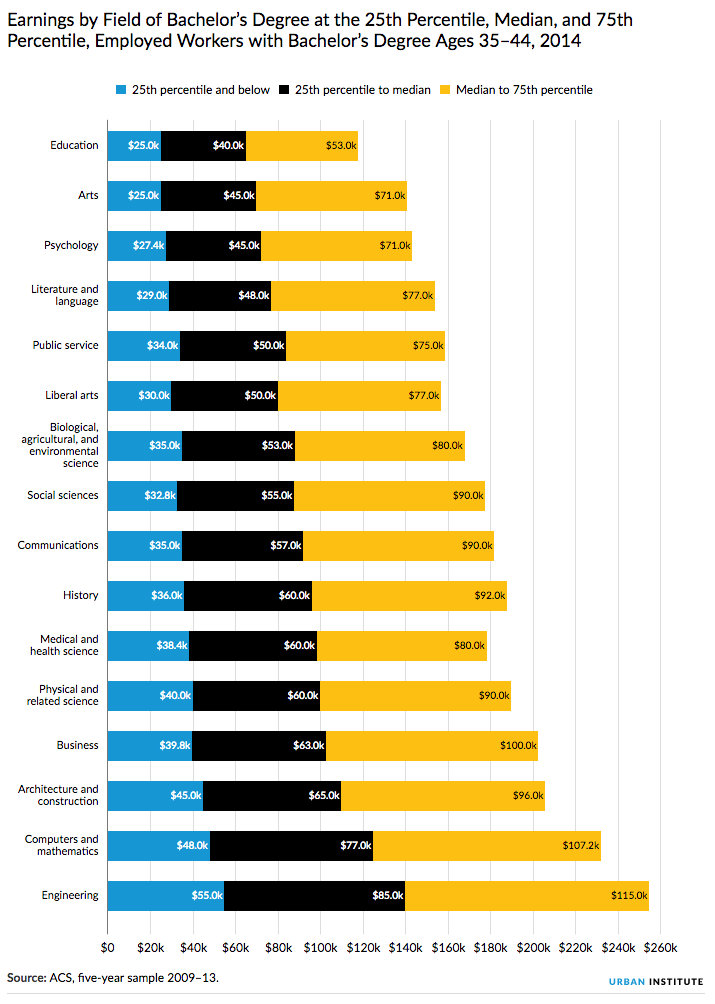 Earnings by Field of Bachelor’s Degree at the 25th Percentile, Median, and 75th
Percentile, Employed Workers with Bachelor’s Degree Ages 35–44, 2014
25th percentile and below 25th percentile to median Median to 75th percentile
Education $25.0k $40.0k $53.0k
Arts $25.0k $45.0k $71.0k
Psychology $27.4k $45.0k $71.0k
Literature and
language $29.0k $48.0k $77.0k
Public service $34.0k $50.0k $75.0k
Liberal arts $30.0k $50.0k $77.0k
Biological,
agricultural, and
environmental
science $35.0k $53.0k $80.0k
Social sciences $32.8k $55.0k $90.0k
Communications $35.0k $57.0k $90.0k
History $36.0k $60.0k $92.0k
Medical and
health science $38.4k $60.0k $80.0k
Physical and
related science $40.0k $60.0k $90.0k
Business $39.8k $63.0k $100.0k
Architecture and
construction $45.0k $65.0k $96.0k
Computers and
mathematics $48.0k $77.0k $107.2k
Engineering $55.0k $85.0k $115.0k
$0 $20k $40k $60k $80k $100k $120k $140k $160k $180k $200k $220k $240k $260k
Source: ACS, five-year sample 2009–13.
URBAN INSTITUTE